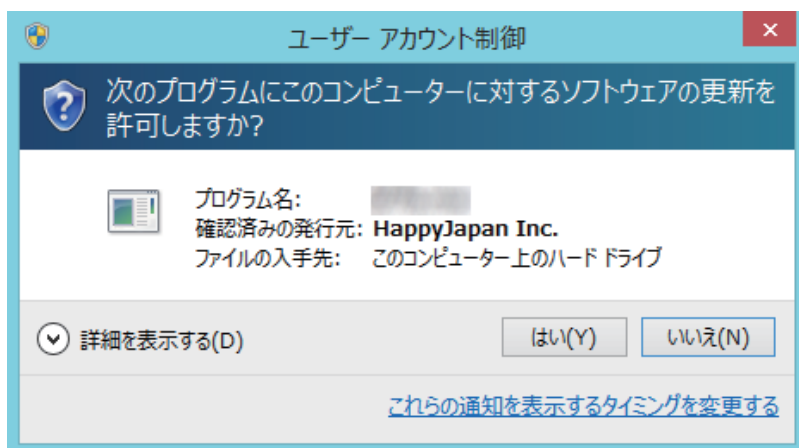 ユーザー アカウント制御
次のプログラムにこのコンピューターに対するソフトウェアの更新を
許可しますか?
プログラム名:
確認済みの発行元: HappyJapan Inc.
ファイルの入手先: このコンピューター上のハード ドライブ
詳細を表示する(D) はい(Y) いいえ(N)
これらの通知を表示するタイミングを変更する